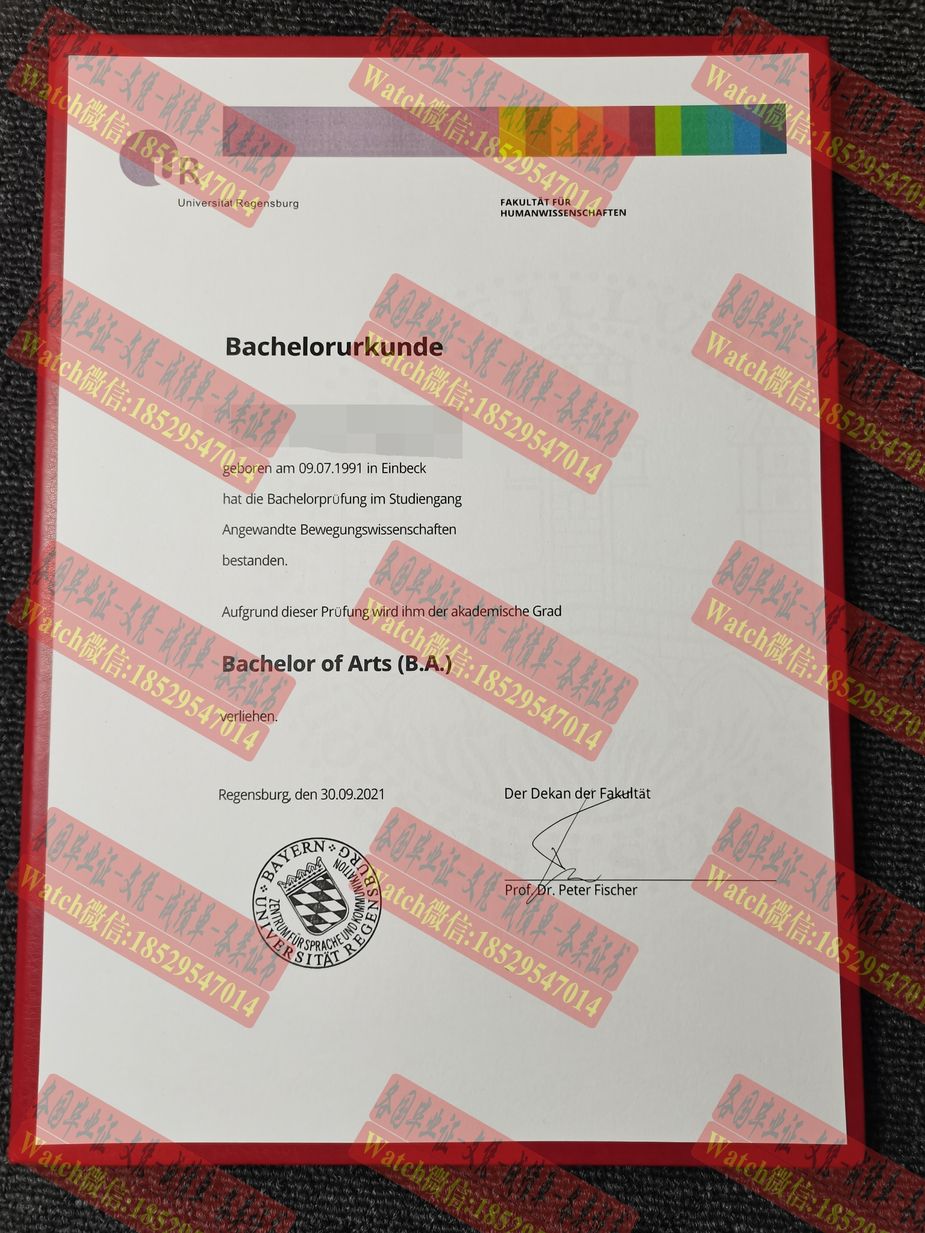 UR
Universität Regensburg
FAKULTÄT FÜR
HUMANWISSENSCHAFTEN
Bachelorurkunde
geboren am 09.07.1991 in Einbeck
hat die Bachelorprüfung im Studiengang
Angewandte Bewegungswissenschaften
bestanden.
Aufgrund dieser Prüfung wird ihm der akademische Grad
Bachelor of Arts (B.A.)
verliehen.
Regensburg, den 30.09.2021
Der Dekan der Fakultät
Prof. Dr. Peter Fischer
BAYERN
UNIVERSITÄT REGENSBURG
ZENTRUM FÜR SPRACHE UND KOMMUNIKATION
各国毕业证-文凭-成绩单-各类证书
Watch微信:18529547014